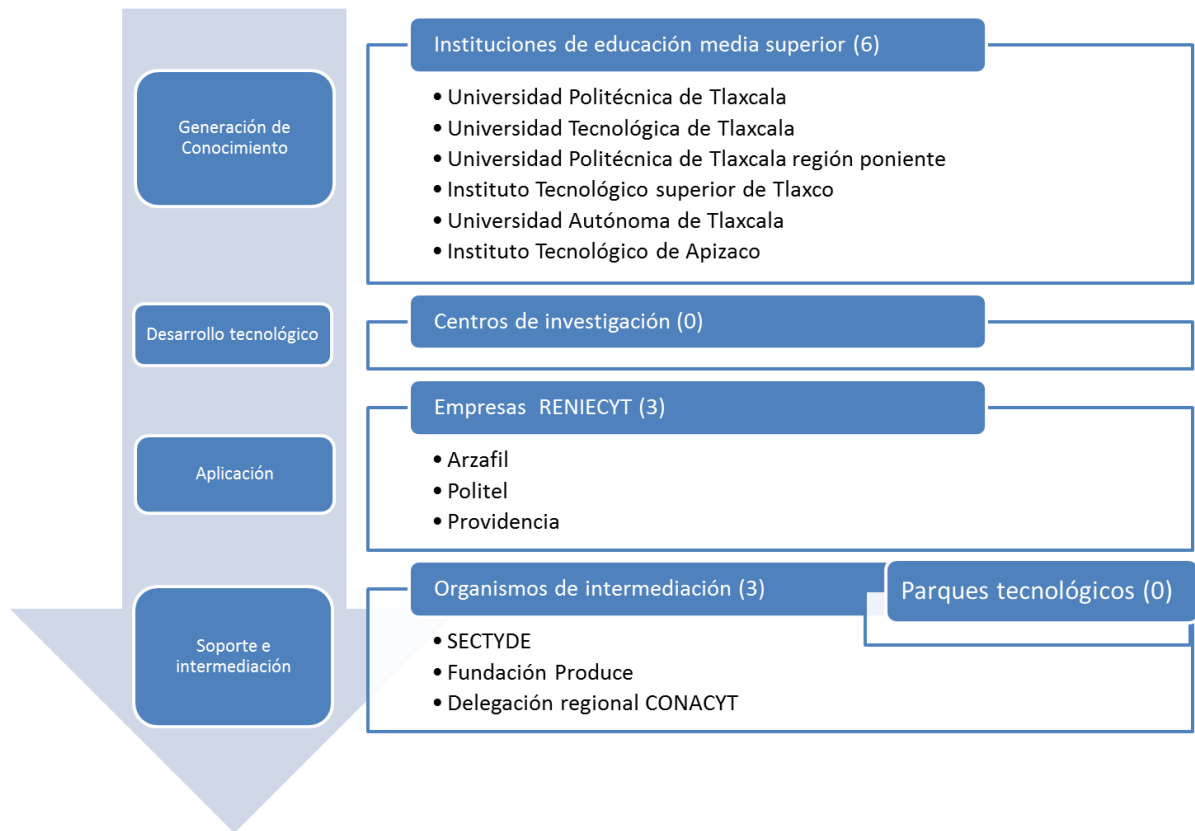 Generación de
Conocimiento
Instituciones de educación media superior (6)
• Universidad Politécnica de Tlaxcala
• Universidad Tecnológica de Tlaxcala
• Universidad Politécnica de Tlaxcala región poniente
• Instituto Tecnológico superior de Tlaxco
• Universidad Autónoma de Tlaxcala
• Instituto Tecnológico de Apizaco
Desarrollo tecnológico
Centros de investigación (0)
Aplicación
Empresas  RENIECYT (3)
• Arzafil
• Politel
• Providencia
Soporte e
intermediación
Organismos de intermediación (3)
Parques tecnológicos (0)
• SECTYDE
• Fundación Produce
• Delegación regional CONACYT